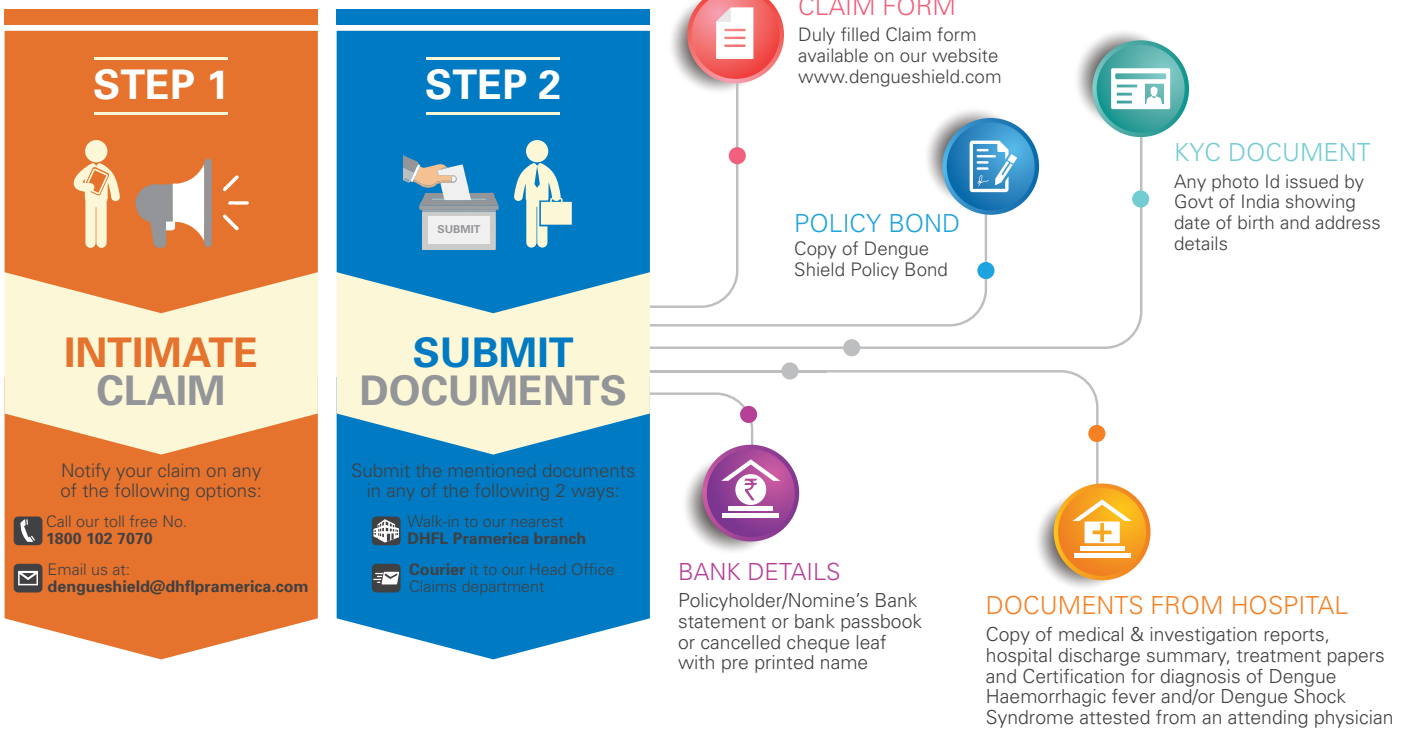 STEP 1
INTIMATE
CLAIM
Notify your claim on any
of the following options:
Call our toll free No.
1800 102 7070
Email us at:
dengueshield@dhflpramerica.com
STEP 2
SUBMIT
SUBMIT
DOCUMENTS
Submit the mentioned documents
in any of the following 2 ways:
Walk-in to our nearest
DHFL Pramerica branch
Courier it to our Head Office
Claims department
CLAIM FORM
Duly filled Claim form
available on our website
www.dengueshield.com
POLICY BOND
Copy of Dengue
Shield Policy Bond
KYC DOCUMENT
Any photo Id issued by
Govt of India showing
date of birth and address
details
BANK DETAILS
Policyholder/Nomine's Bank
statement or bank passbook
or cancelled cheque leaf
with pre printed name
DOCUMENTS FROM HOSPITAL
Copy of medical & investigation reports,
hospital discharge summary, treatment papers
and Certification for diagnosis of Dengue
Haemorrhagic fever and/or Dengue Shock
Syndrome attested from an attending physician